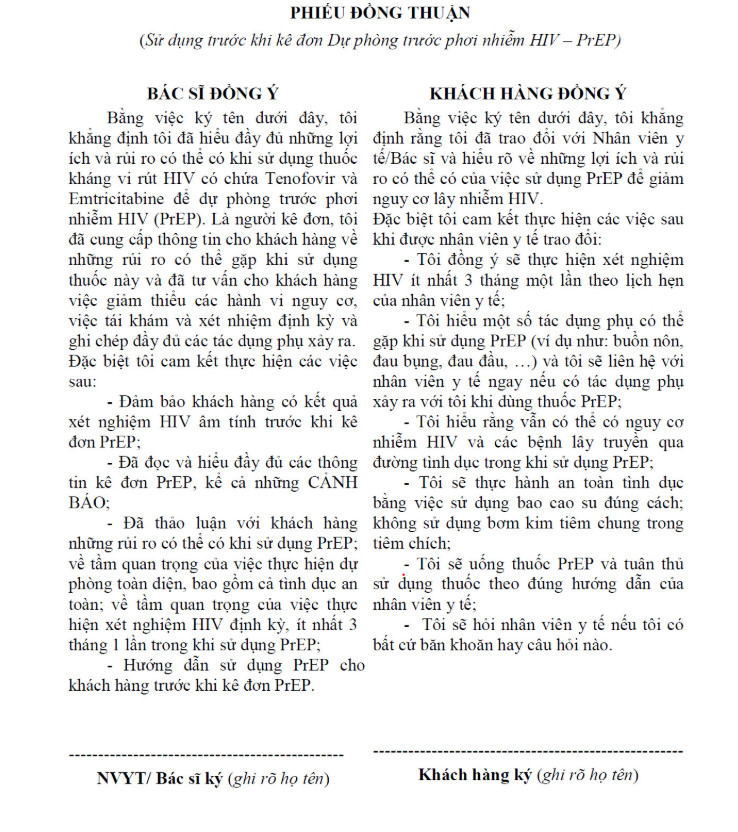 PHIẾU ĐỒNG THUẬN
(Sử dụng trước khi kê đơn Dự phòng trước phơi nhiễm HIV – PrEP)
BÁC SĨ ĐỒNG Ý
Bằng việc ký tên dưới đây, tôi
khẳng định tôi đã hiểu đầy đủ những lợi
ích và rủi ro có thể có khi sử dụng thuốc
kháng vi rút HIV có chứa Tenofovir và
Emtricitabine để dự phòng trước phơi
nhiễm HIV (PrEP). Là người kê đơn, tôi
đã cung cấp thông tin cho khách hàng về
những rủi ro có thể gặp khi sử dụng
thuốc này và đã tư vấn cho khách hàng
việc giảm thiểu các hành vi nguy cơ,
việc tái khám và xét nhiệm định kỳ và
ghi chép đầy đủ các tác dụng phụ xảy ra.
Đặc biệt tôi cam kết thực hiện các việc
sau:
- Đảm bảo khách hàng có kết quả
xét nghiệm HIV âm tính trước khi kê
đơn PrEP;
- Đã đọc và hiểu đầy đủ các thông
tin kê đơn PrEP, kể cả những CẢNH
BÁO;
- Đã thảo luận với khách hàng
những rủi ro có thể có khi sử dụng PrEP;
về tầm quan trọng của việc thực hiện dự
phòng toàn diện, bao gồm cả tình dục an
toàn; về tầm quan trọng của việc thực
hiện xét nghiệm HIV định kỳ, ít nhất 3
tháng 1 lần trong khi sử dụng PrEP;
- Hướng dẫn sử dụng PrEP cho
khách hàng trước khi kê đơn PrEP.
-----------------------------------------------
NVYT/ Bác sĩ ký (ghi rõ họ tên)
KHÁCH HÀNG ĐỒNG Ý
Bằng việc ký tên dưới đây, tôi khẳng
định rằng tôi đã trao đổi với Nhân viên y
tế/Bác sĩ và hiểu rõ về những lợi ích và rủi
ro có thể có của việc sử dụng PrEP để giảm
nguy cơ lây nhiễm HIV.
Đặc biệt tôi cam kết thực hiện các việc sau
khi được nhân viên y tế trao đổi:
- Tôi đồng ý sẽ thực hiện xét nghiệm
HIV ít nhất 3 tháng một lần theo lịch hẹn
của nhân viên y tế;
- Tôi hiểu một số tác dụng phụ có thể
gặp khi sử dụng PrEP (ví dụ như: buồn nôn,
đau bụng, đau đầu, …) và tôi sẽ liên hệ với
nhân viên y tế ngay nếu có tác dụng phụ
xảy ra với tôi khi dùng thuốc PrEP;
- Tôi hiểu rằng vẫn có thể có nguy cơ
nhiễm HIV và các bệnh lây truyền qua
đường tình dục trong khi sử dụng PrEP;
- Tôi sẽ thực hành an toàn tình dục
bằng việc sử dụng bao cao su đúng cách;
không sử dụng bơm kim tiêm chung trong
tiêm chích;
- Tôi sẽ uống thuốc PrEP và tuân thủ
sử dụng thuốc theo đúng hướng dẫn của
nhân viên y tế;
- Tôi sẽ hỏi nhân viên y tế nếu tôi có
bất cứ băn khoăn hay câu hỏi nào.
-----------------------------------------------------
Khách hàng ký (ghi rõ họ tên)